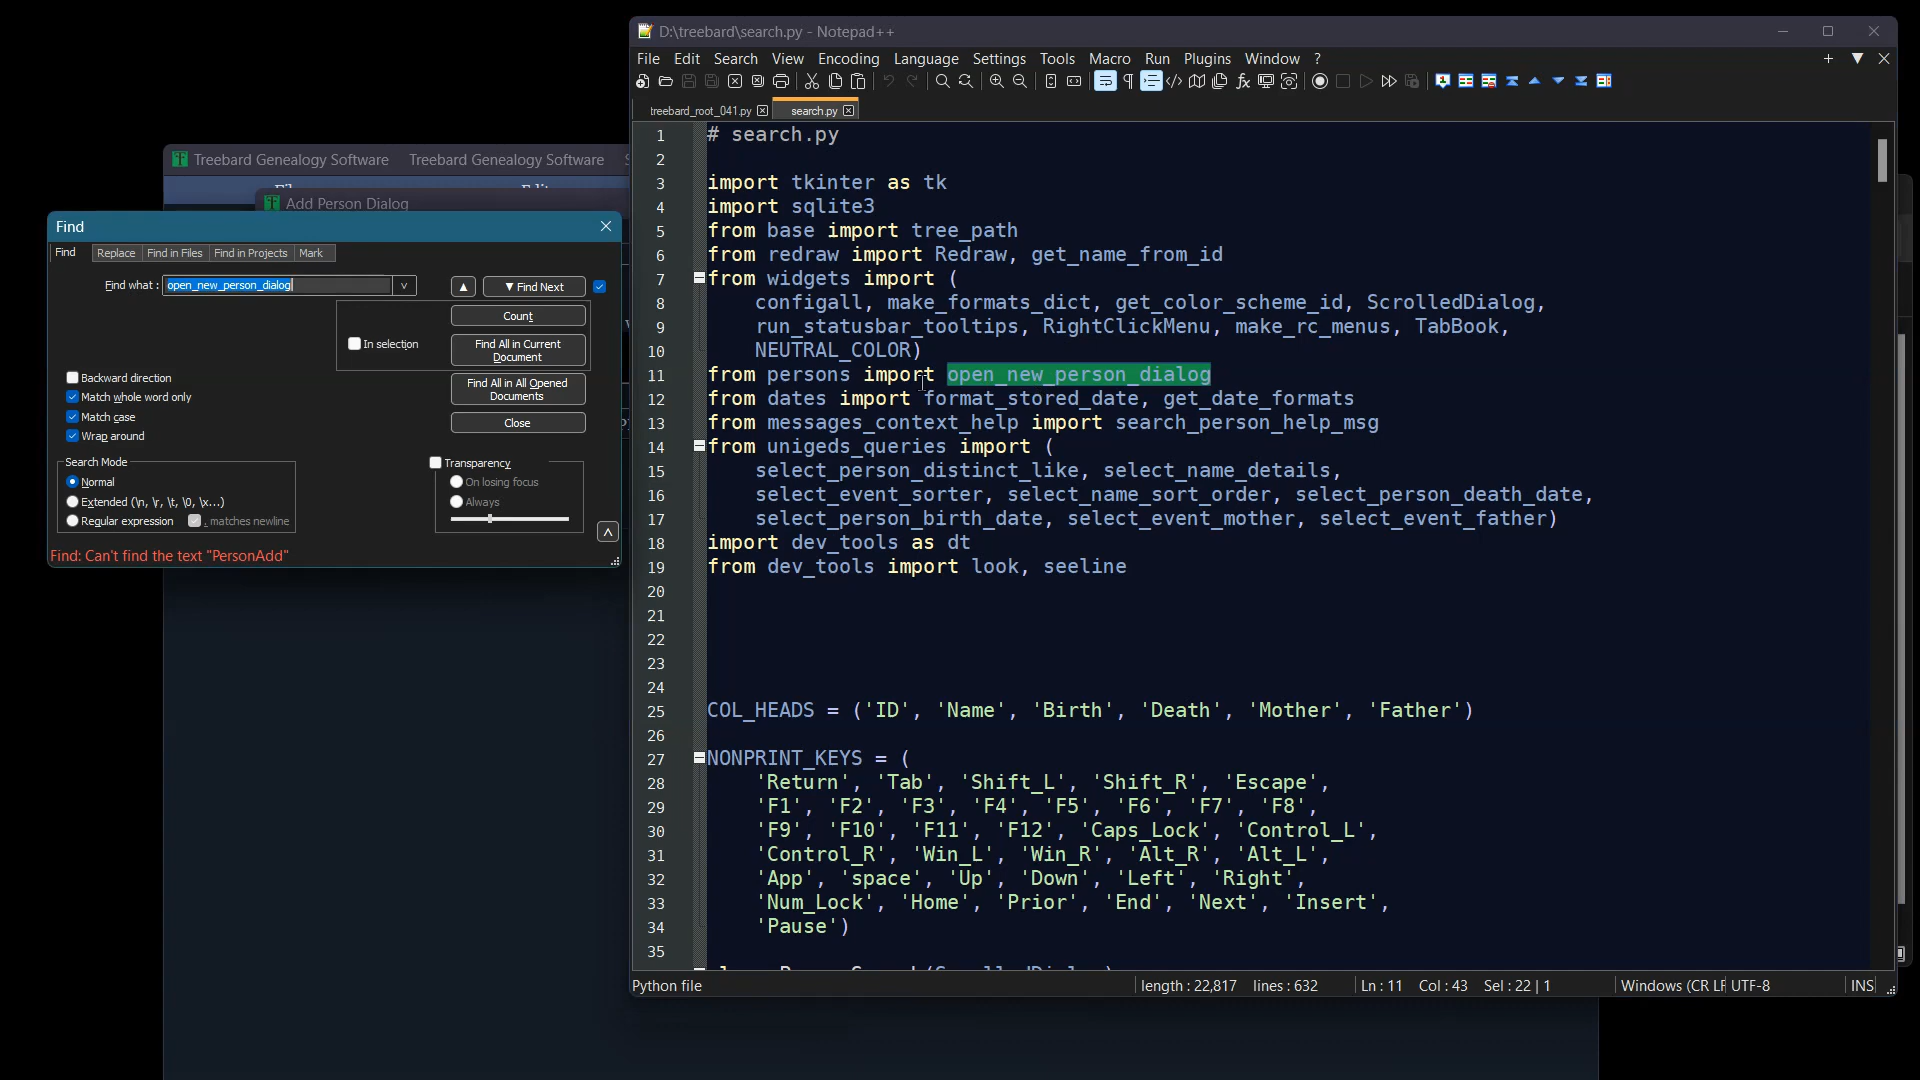 D:\treebard\search.py - Notepad++
File Edit Search View Encoding Language Settings Tools Macro Run Plugins Window ?
treebard_root_041.py search.py
Treebard Genealogy Software Treebard Genealogy Software
Add Person Dialog
Find
Find Replace Find in Files Find in Projects Mark
Find what : open_new_person_dialog
▲ ▼ Find Next
Count
In selection
Find All in Current Document
Backward direction
Match whole word only
Find All in All Opened Documents
Match case
Close
Wrap around
Search Mode
Normal
Extended (\n, \r, \t, \0, \x...)
Regular expression . matches newline
Transparency
On losing focus
Always
Find: Can't find the text "PersonAdd"
1 # search.py
2
3 import tkinter as tk
4 import sqlite3
5 from base import tree_path
6 from redraw import Redraw, get_name_from_id
7 from widgets import (
8 configall, make_formats_dict, get_color_scheme_id, ScrolledDialog,
9 run_statusbar_tooltips, RightClickMenu, make_rc_menus, TabBook,
10 NEUTRAL_COLOR)
11 from persons import open_new_person_dialog
12 from dates import format_stored_date, get_date_formats
13 from messages_context_help import search_person_help_msg
14 from unigeds_queries import (
15 select_person_distinct_like, select_name_details,
16 select_event_sorter, select_name_sort_order, select_person_death_date,
17 select_person_birth_date, select_event_mother, select_event_father)
18 import dev_tools as dt
19 from dev_tools import look, seeline
20
21
22
23
24
25 COL_HEADS = ('ID', 'Name', 'Birth', 'Death', 'Mother', 'Father')
26
27 NONPRINT_KEYS = (
28 'Return', 'Tab', 'Shift_L', 'Shift_R', 'Escape',
29 'F1', 'F2', 'F3', 'F4', 'F5', 'F6', 'F7', 'F8',
30 'F9', 'F10', 'F11', 'F12', 'Caps_Lock', 'Control_L',
31 'Control_R', 'Win_L', 'Win_R', 'Alt_R', 'Alt_L',
32 'App', 'space', 'Up', 'Down', 'Left', 'Right',
33 'Num_Lock', 'Home', 'Prior', 'End', 'Next', 'Insert',
34 'Pause')
35
Python file length : 22,817 lines : 632 Ln : 11 Col : 43 Sel : 22 | 1 Windows (CR LF UTF-8 INS